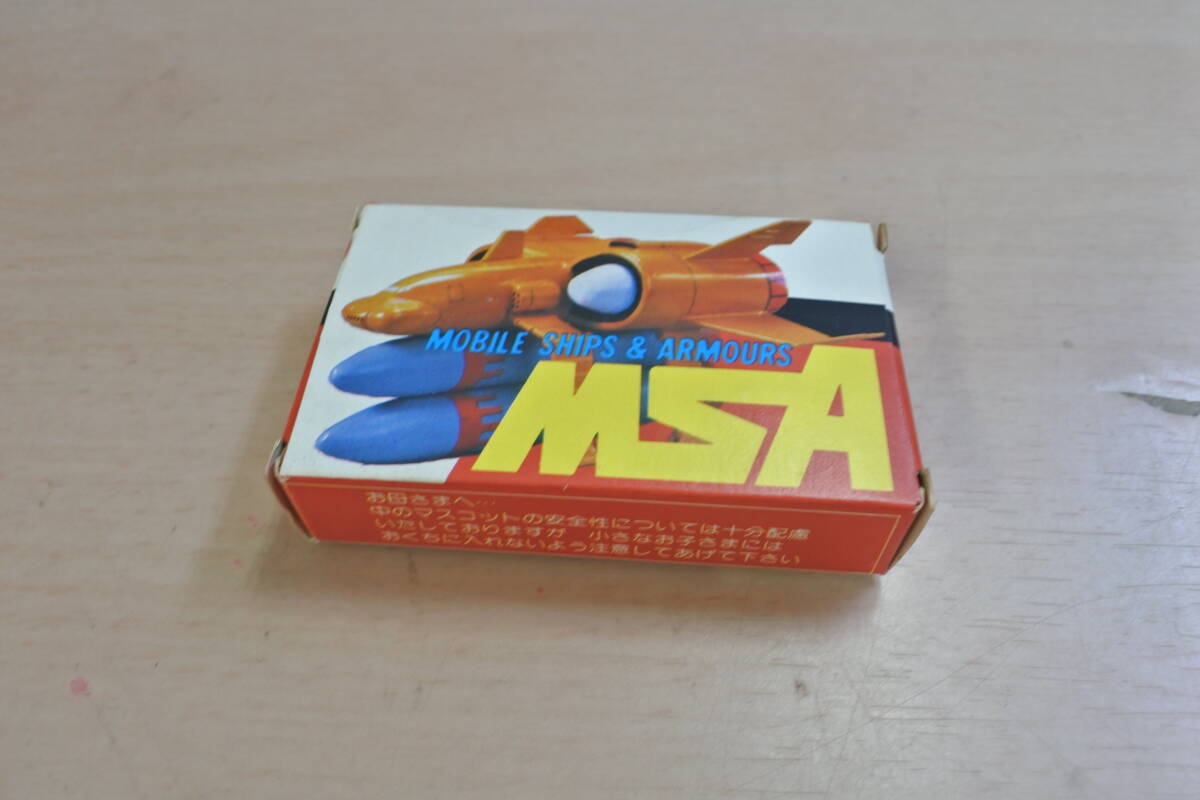 MOBILE SHIPS & ARMOURS
MSA
お母さまへ…
中のマスコットの安全性については十分配慮
いたしておりますが 小さなお子さまには
おくちに入れないよう注意してあげて下さい